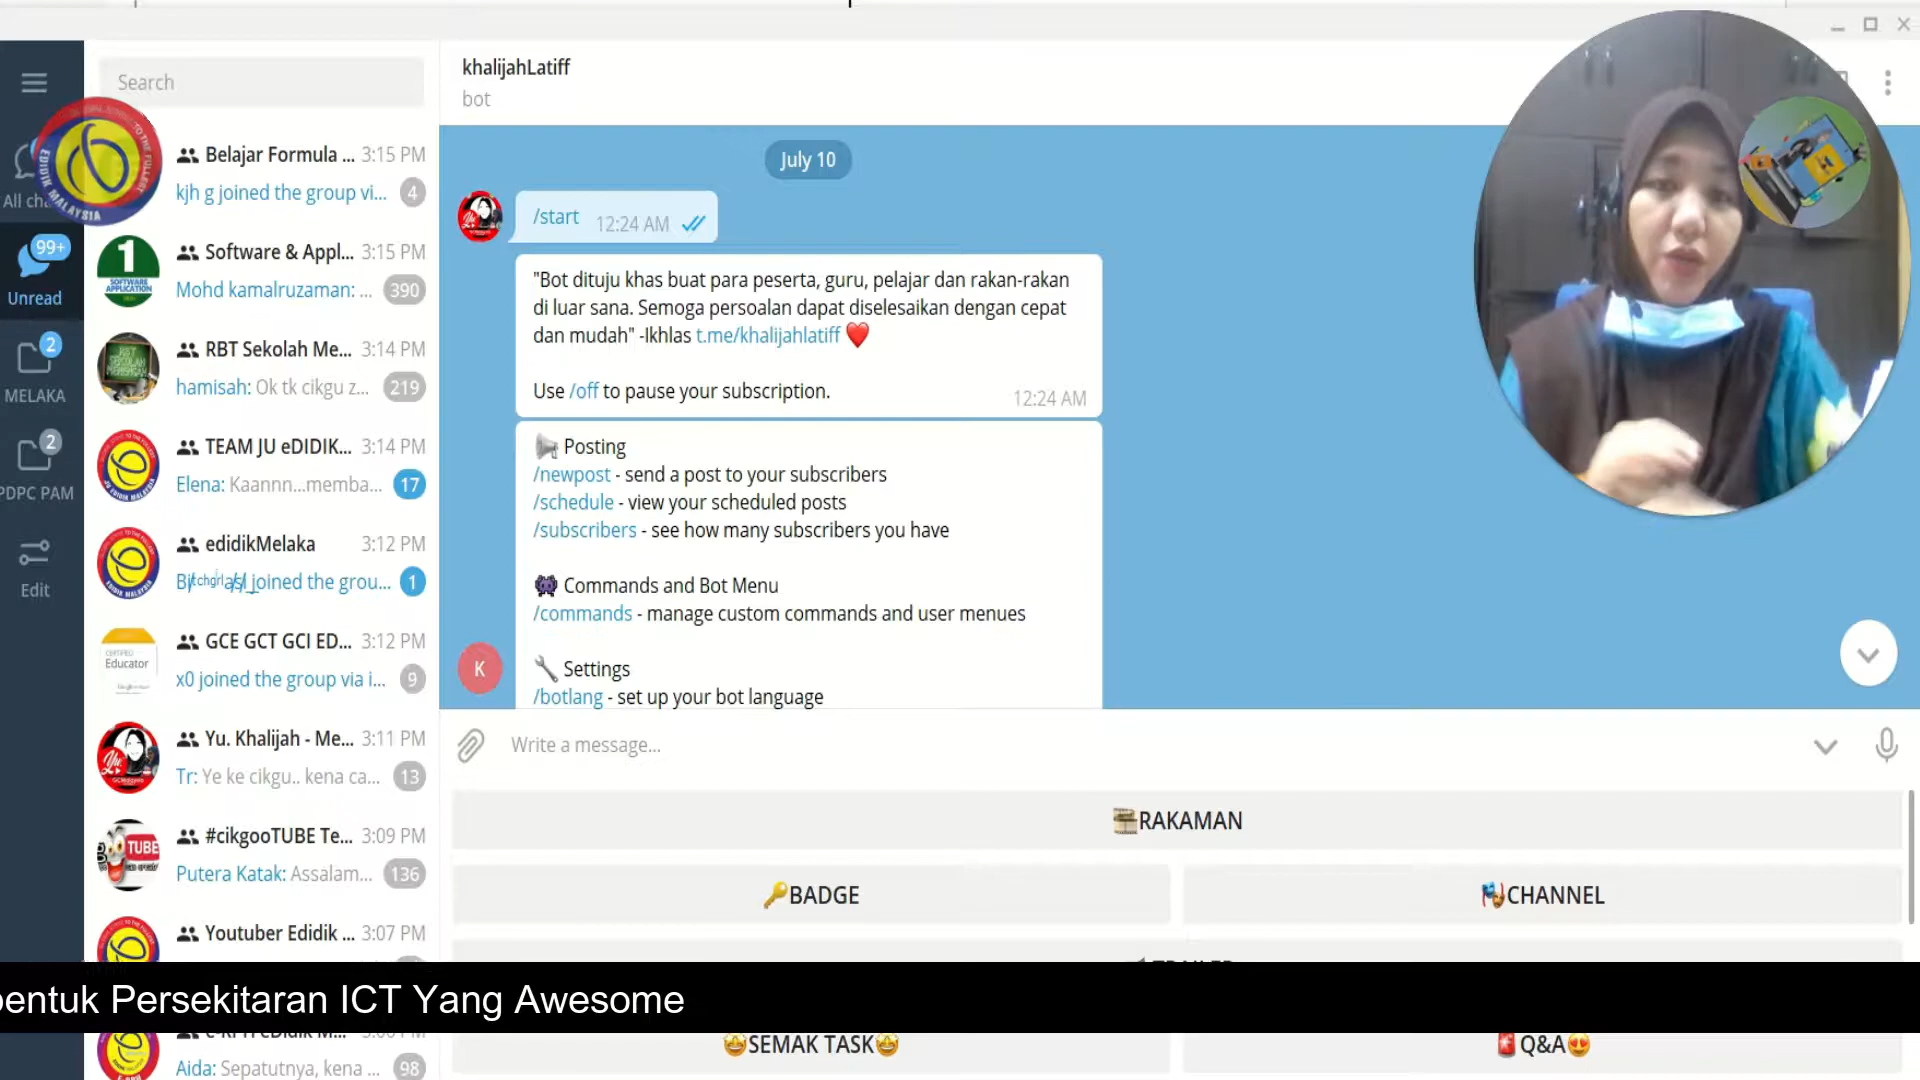 Search
khalijahLatiff
bot
All
99+
Unread
2
MELAKA
2
PDPC PAM
Edit
EDIDIK MALAYSIA
Belajar Formula ... 3:15 PM
kjh g joined the group vi... 4
Software & Appl... 3:15 PM
Mohd kamalruzaman: ... 390
RBT Sekolah Me... 3:14 PM
hamisah: Ok tk cikgu z... 219
TEAM JU eDIDIK... 3:14 PM
Elena: Kaannn...memba... 17
edidikMelaka 3:12 PM
joined the grou... 1
GCE GCT GCI ED... 3:12 PM
x0 joined the group via i... 9
Yu. Khalijah - Me... 3:11 PM
Tr: Ye ke cikgu.. kena ca... 13
#cikgooTUBE Te... 3:09 PM
Putera Katak: Assalam... 136
Youtuber Edidik ... 3:07 PM
Aida: Sepatutnya, kena ... 98
1
SOFTWARE
APPLICATION
Educator
TUBE
July 10
/start 12:24 AM
"Bot dituju khas buat para peserta, guru, pelajar dan rakan-rakan
di luar sana. Semoga persoalan dapat diselesaikan dengan cepat
dan mudah" -Ikhlas t.me/khalijahlatiff ❤️
Use /off to pause your subscription.
12:24 AM
Posting
/newpost - send a post to your subscribers
/schedule - view your scheduled posts
/subscribers - see how many subscribers you have
Commands and Bot Menu
/commands - manage custom commands and user menues
Settings
/botlang - set up your bot language
K
Write a message...
RAKAMAN
BADGE
CHANNEL
SEMAK TASK
Q&A
bentuk Persekitaran ICT Yang Awesome